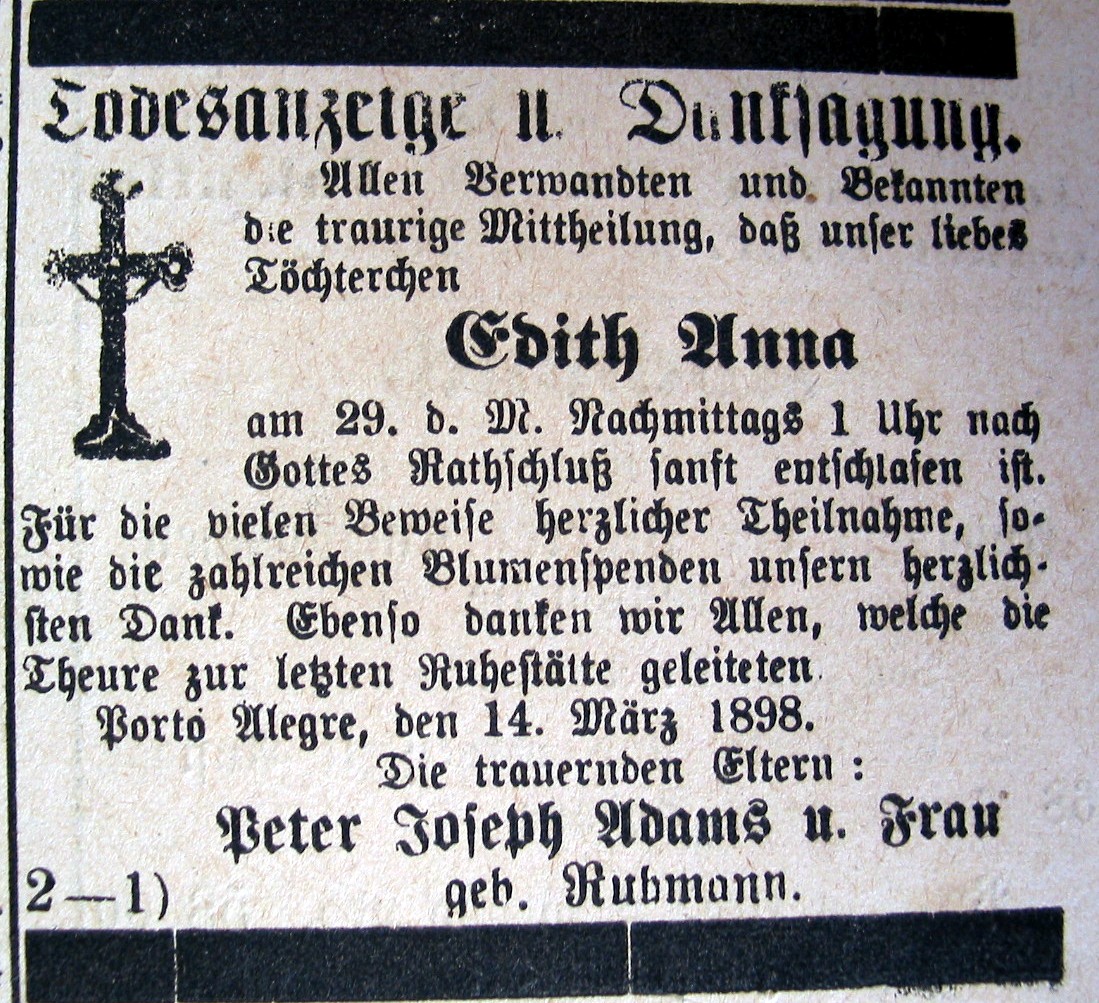 Todesanzeige u. Danksagung.
Allen Verwandten und Bekannten
die traurige Mittheilung, daß unser liebes
Töchterchen
Edith Anna
am 29. d. M. Nachmittags 1 Uhr nach
Gottes Rathschluß sanft entschlafen ist.
Für die vielen Beweise herzlicher Theilnahme, so-
wie die zahlreichen Blumenspenden unsern herzlich-
sten Dank. Ebenso danken wir Allen, welche die
Theure zur letzten Ruhestätte geleiteten.
Porto Alegre, den 14. März 1898.
Die trauernden Eltern:
Peter Joseph Adams u. Frau
2—1) geb. Rubmann.